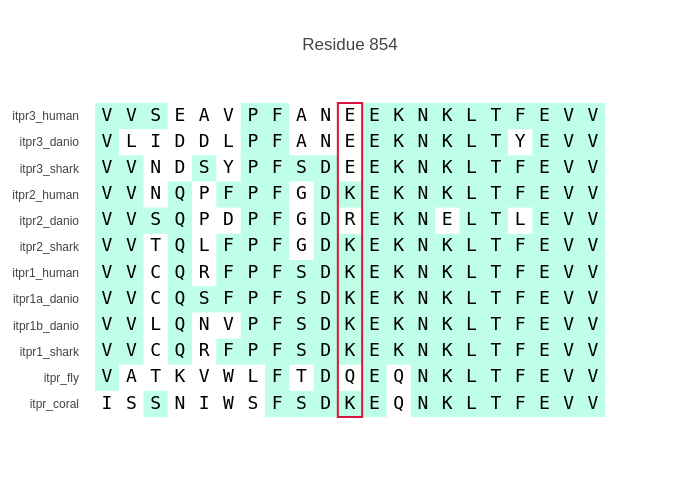 Residue 854
itpr3_human V V S E A V P F A N E E K N K L T F E V V
itpr3_danio V L I D D L P F A N E E K N K L T Y E V V
itpr3_shark V V N D S Y P F S D E E K N K L T F E V V
itpr2_human V V N Q P F P F G D K E K N K L T F E V V
itpr2_danio V V S Q P D P F G D R E K N E L T L E V V
itpr2_shark V V T Q L F P F G D K E K N K L T F E V V
itpr1_human V V C Q R F P F S D K E K N K L T F E V V
itpr1a_danio V V C Q S F P F S D K E K N K L T F E V V
itpr1b_danio V V L Q N V P F S D K E K N K L T F E V V
itpr1_shark V V C Q R F P F S D K E K N K L T F E V V
itpr_fly V A T K V W L F T D Q E Q N K L T F E V V
itpr_coral I S S N I W S F S D K E Q N K L T F E V V